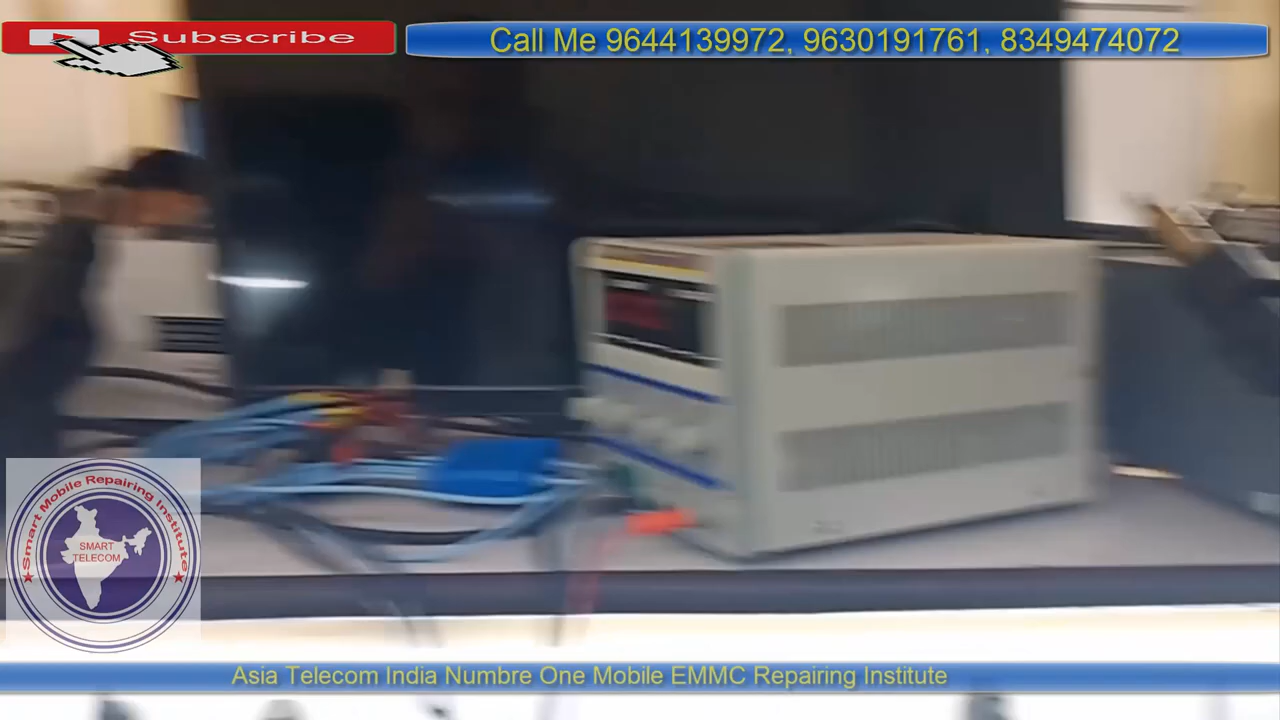 Subscribe
Call Me 9644139972, 9630191761, 8349474072
Smart Mobile Repairing Institute
SMART
TELECOM
Asia Telecom India Numbre One Mobile EMMC Repairing Institute